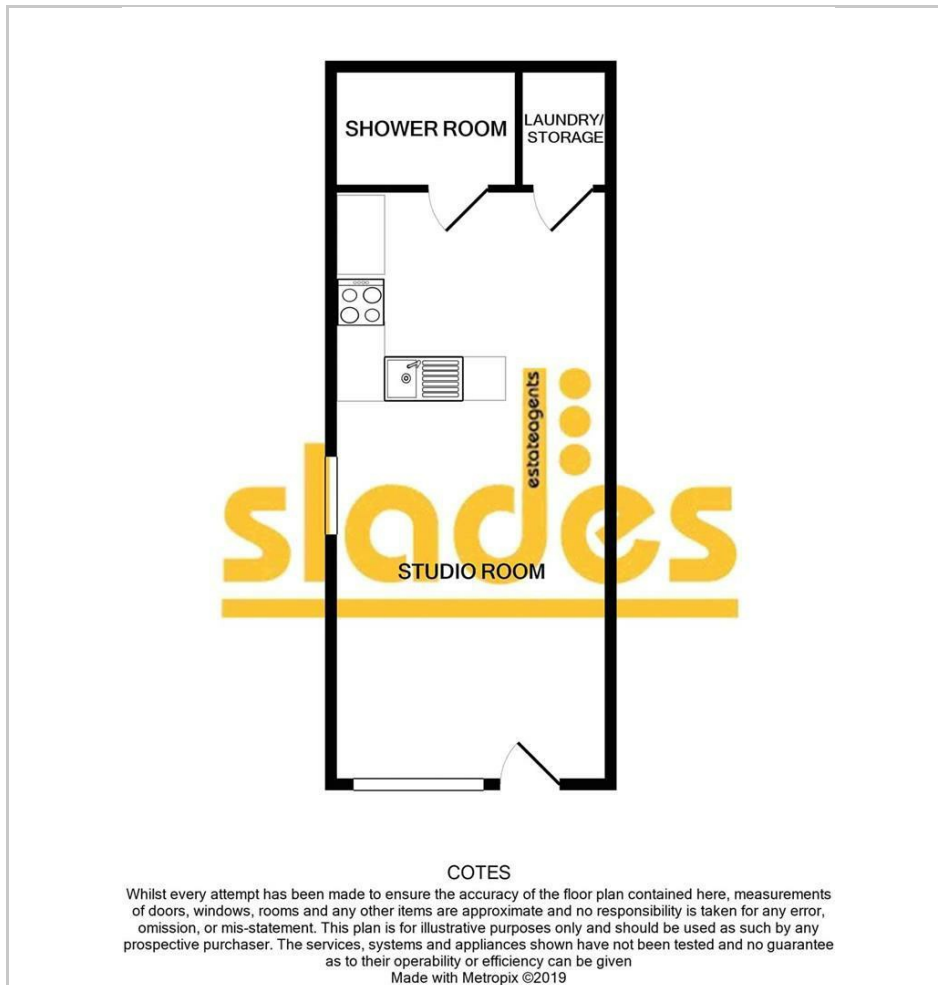 SHOWER ROOM
LAUNDRY/
STORAGE
estateagents
slades
STUDIO ROOM
COTES
Whilst every attempt has been made to ensure the accuracy of the floor plan contained here, measurements
of doors, windows, rooms and any other items are approximate and no responsibility is taken for any error,
omission, or mis-statement. This plan is for illustrative purposes only and should be used as such by any
prospective purchaser. The services, systems and appliances shown have not been tested and no guarantee
as to their operability or efficiency can be given
Made with Metropix ©2019